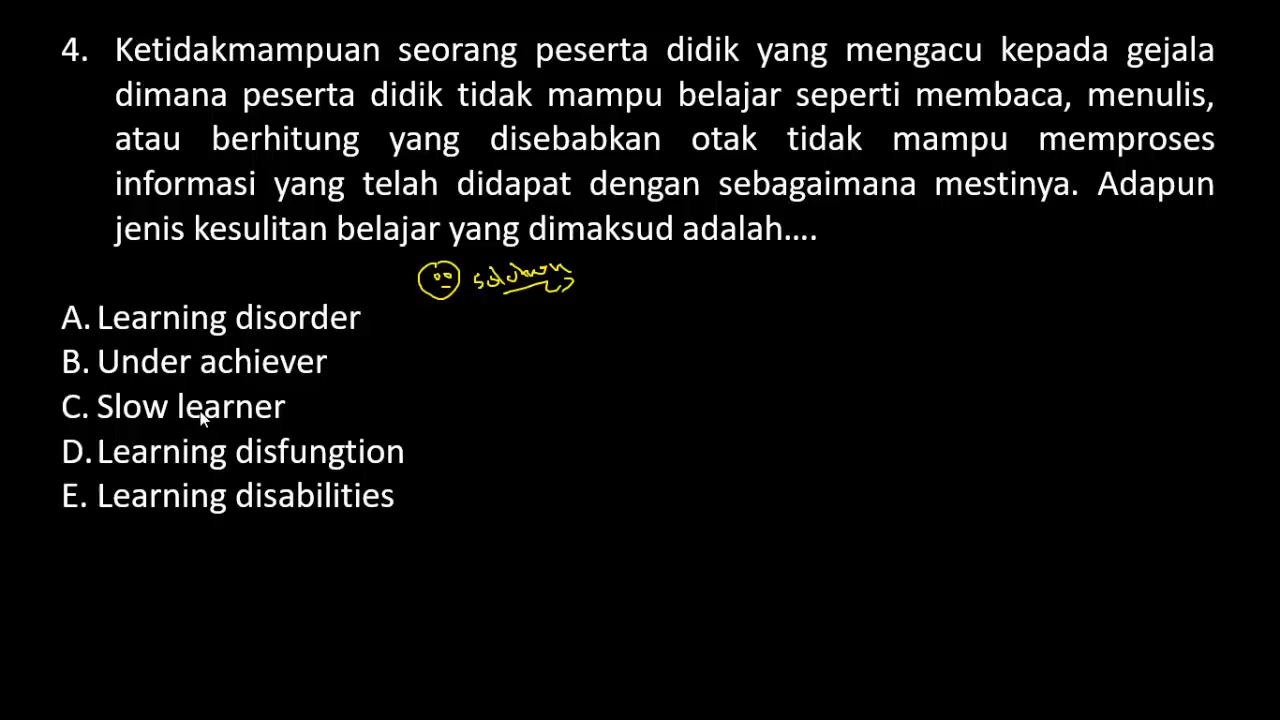 4. Ketidakmampuan seorang peserta didik yang mengacu kepada gejala
dimana peserta didik tidak mampu belajar seperti membaca, menulis,
atau berhitung yang disebabkan otak tidak mampu memproses
informasi yang telah didapat dengan sebagaimana mestinya. Adapun
jenis kesulitan belajar yang dimaksud adalah....
A. Learning disorder
B. Under achiever
C. Slow learner
D. Learning disfungtion
E. Learning disabilities